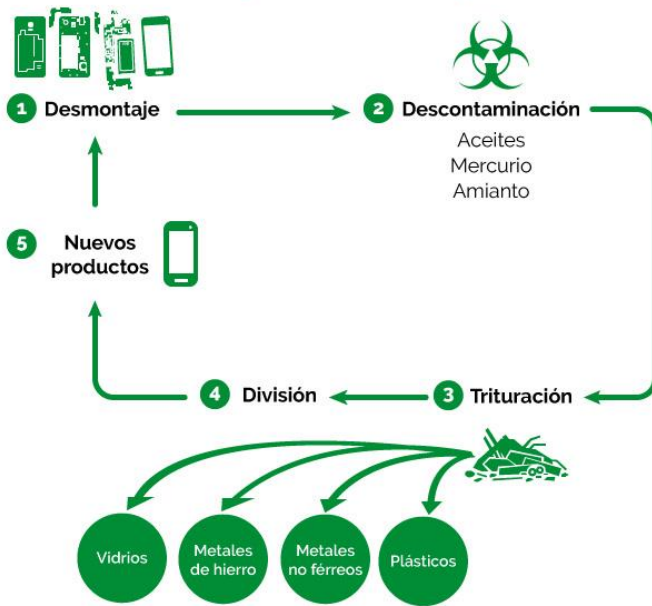 1 Desmontaje
2 Descontaminación
Aceites
Mercurio
Amianto
5 Nuevos
productos
4 División
3 Trituración
Vidrios
Metales
de hierro
Metales
no férreos
Plásticos